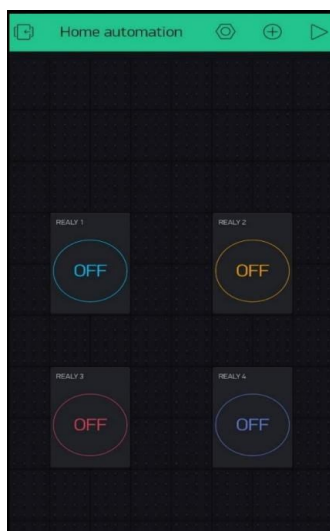 Home automation
REALY 1
REALY 2
OFF
OFF
REALY 3
REALY 4
OFF
OFF